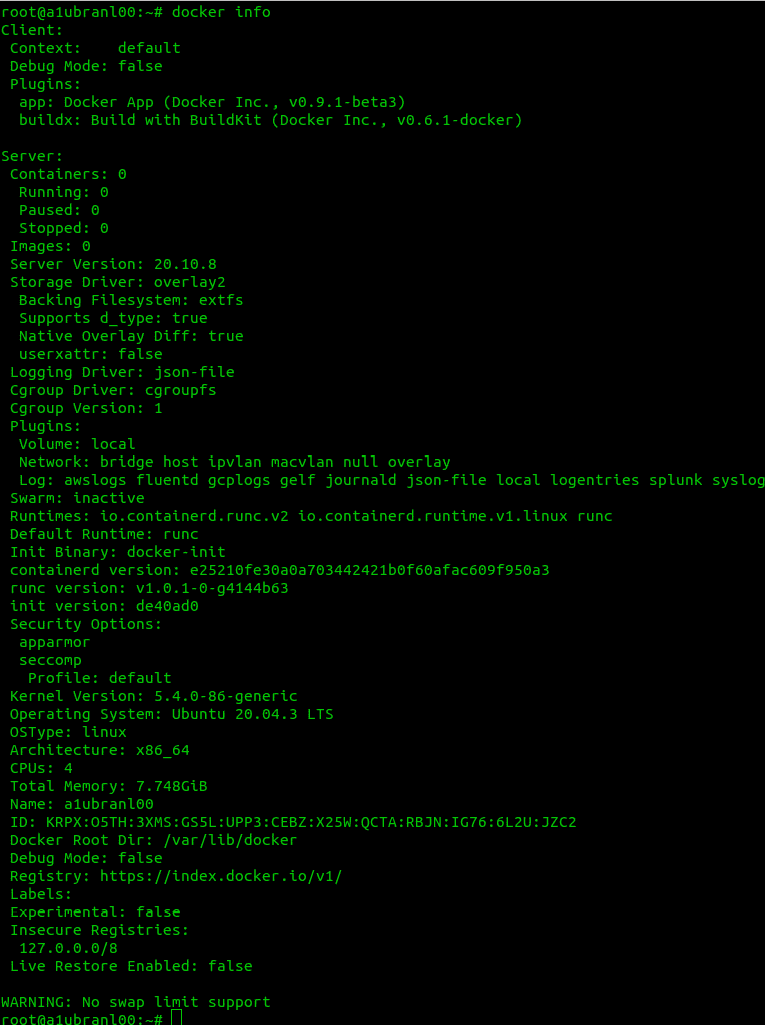 root@a1ubranl00:~# docker info
Client:
 Context:    default
 Debug Mode: false
 Plugins:
  app: Docker App (Docker Inc., v0.9.1-beta3)
  buildx: Build with BuildKit (Docker Inc., v0.6.1-docker)

Server:
 Containers: 0
  Running: 0
  Paused: 0
  Stopped: 0
 Images: 0
 Server Version: 20.10.8
 Storage Driver: overlay2
  Backing Filesystem: extfs
  Supports d_type: true
  Native Overlay Diff: true
  userxattr: false
 Logging Driver: json-file
 Cgroup Driver: cgroupfs
 Cgroup Version: 1
 Plugins:
  Volume: local
  Network: bridge host ipvlan macvlan null overlay
  Log: awslogs fluentd gcplogs gelf journald json-file local logentries splunk syslog
 Swarm: inactive
 Runtimes: io.containerd.runc.v2 io.containerd.runtime.v1.linux runc
 Default Runtime: runc
 Init Binary: docker-init
 containerd version: e25210fe30a0a703442421b0f60afac609f950a3
 runc version: v1.0.1-0-g4144b63
 init version: de40ad0
 Security Options:
  apparmor
  seccomp
   Profile: default
 Kernel Version: 5.4.0-86-generic
 Operating System: Ubuntu 20.04.3 LTS
 OSType: linux
 Architecture: x86_64
 CPUs: 4
 Total Memory: 7.748GiB
 Name: a1ubranl00
 ID: KRPX:O5TH:3XMS:GS5L:UPP3:CEBZ:X25W:QCTA:RBJN:IG76:6L2U:JZC2
 Docker Root Dir: /var/lib/docker
 Debug Mode: false
 Registry: https://index.docker.io/v1/
 Labels:
 Experimental: false
 Insecure Registries:
  127.0.0.0/8
 Live Restore Enabled: false

WARNING: No swap limit support
root@a1ubranl00:~#